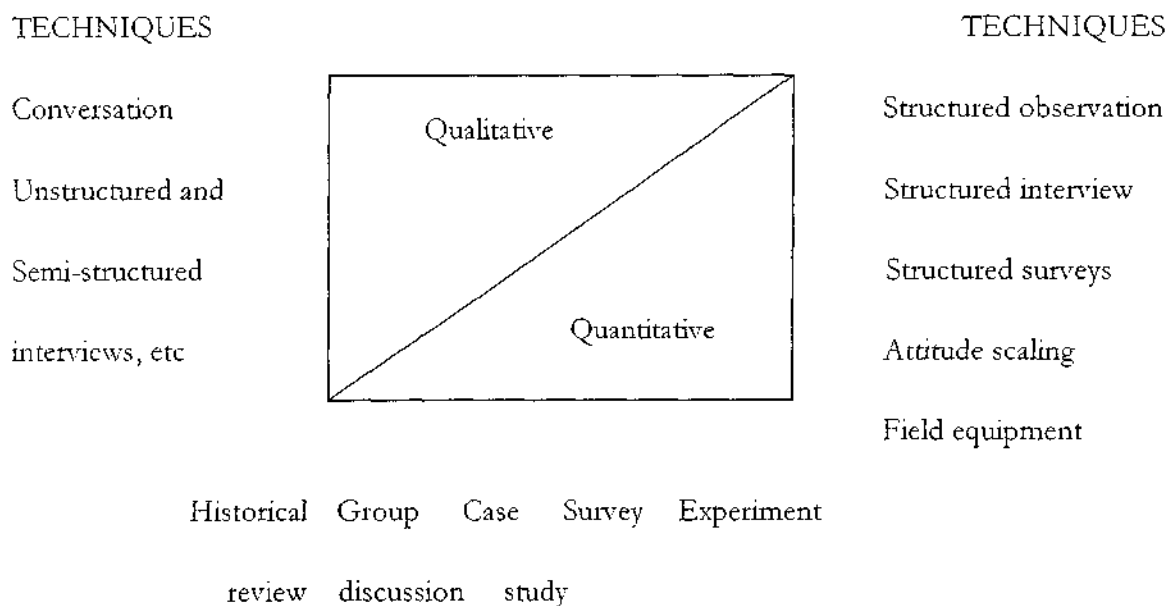 TECHNIQUES
Conversation
Unstructured and
Semi-structured
interviews, etc
Qualitative
Quantitative
TECHNIQUES
Structured observation
Structured interview
Structured surveys
Attitude scaling
Field equipment
Historical Group Case Survey Experiment
review discussion study